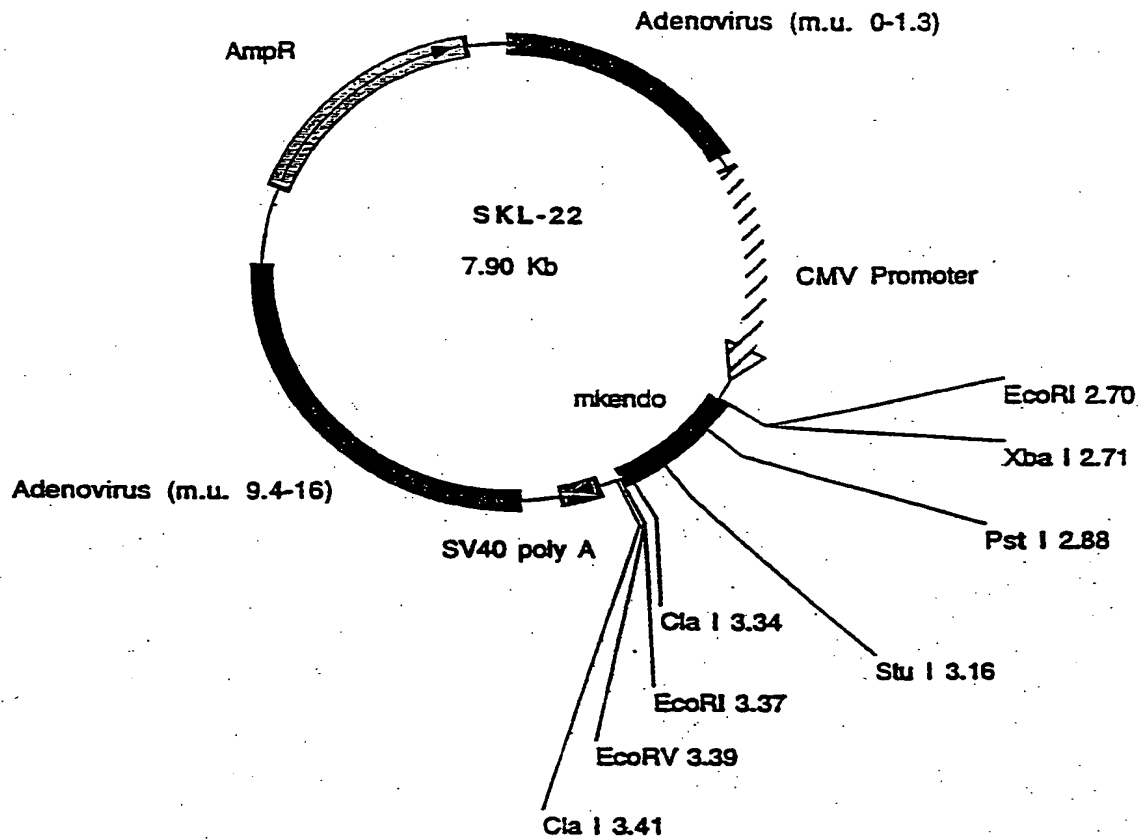 Adenovirus (m.u. 0-1.3)
AmpR
SKL-22
7.90 Kb
CMV Promoter
mkendo
EcoRI 2.70
Xba I 2.71
Adenovirus (m.u. 9.4-16)
Pst I 2.88
SV40 poly A
Cla I 3.34
Stu I 3.16
EcoRI 3.37
EcoRV 3.39
Cla I 3.41